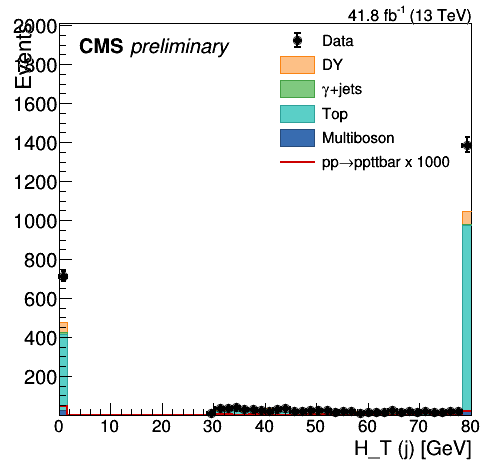 41.8 fb⁻¹ (13 TeV)
CMS preliminary
Events
Data
DY
γ+jets
Top
Multiboson
pp→ppttbar x 1000
2000
1800
1600
1400
1200
1000
800
600
400
200
0 10 20 30 40 50 60 70 80
H_T (j) [GeV]